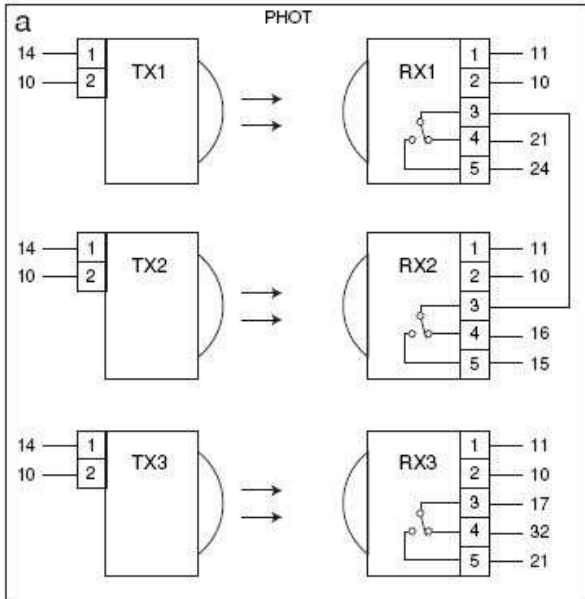 a
PHOT
14 1 TX1
10 2
RX1 1 11
2 10
3
4 21
5 24
14 1 TX2
10 2
RX2 1 11
2 10
3
4 16
5 15
14 1 TX3
10 2
RX3 1 11
2 10
3 17
4 32
5 21